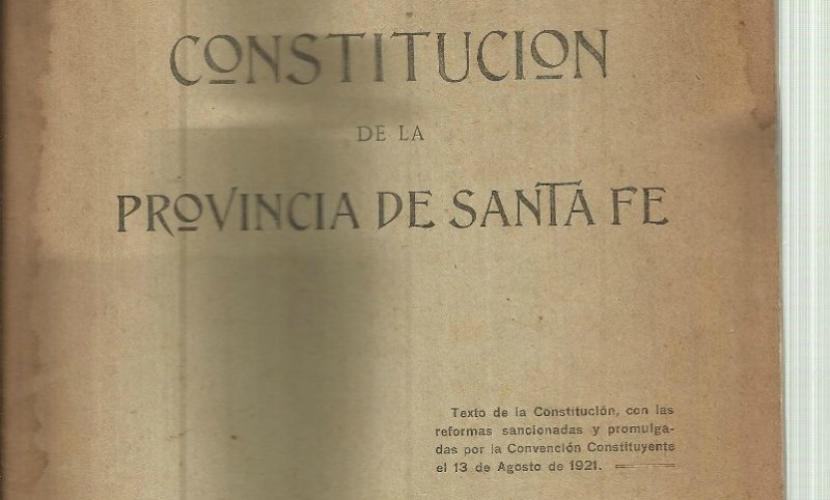 CONSTITUCION
DE LA
PROVINCIA DE SANTA FE
Texto de la Constitución, con las
reformas sancionadas y promulga-
das por la Convención Constituyente
el 13 de Agosto de 1921.